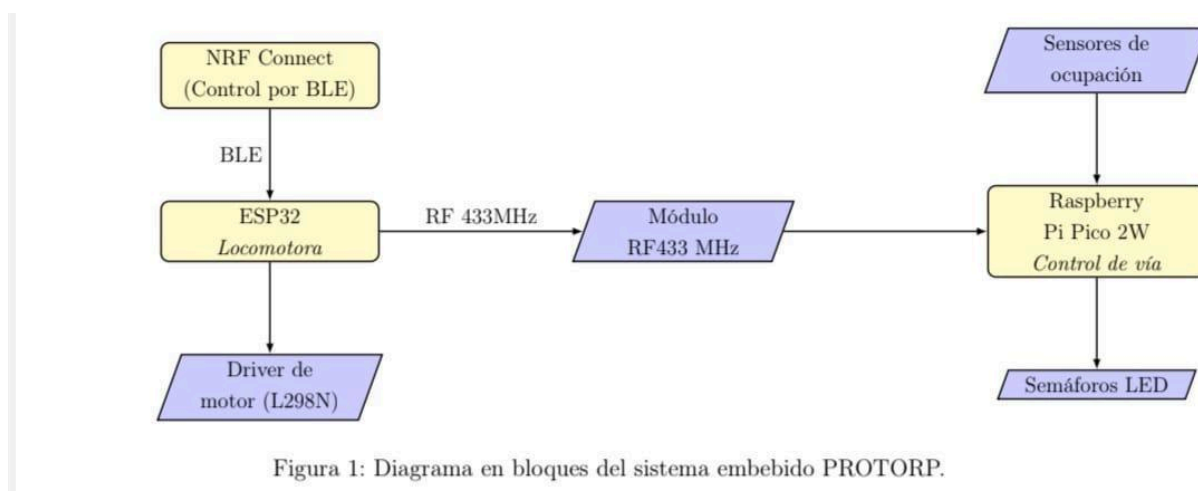 NRF Connect
(Control por BLE)
Sensores de
ocupación
BLE
ESP32
Locomotora
RF 433MHz
Módulo
RF433 MHz
Raspberry
Pi Pico 2W
Control de vía
Driver de
motor (L298N)
Semáforos LED
Figura 1: Diagrama en bloques del sistema embebido PROTORP.